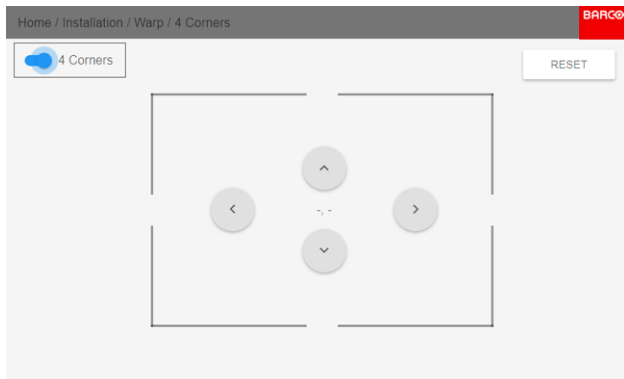 Home / Installation / Warp / 4 Corners
BARCO
4 Corners
RESET
-, -